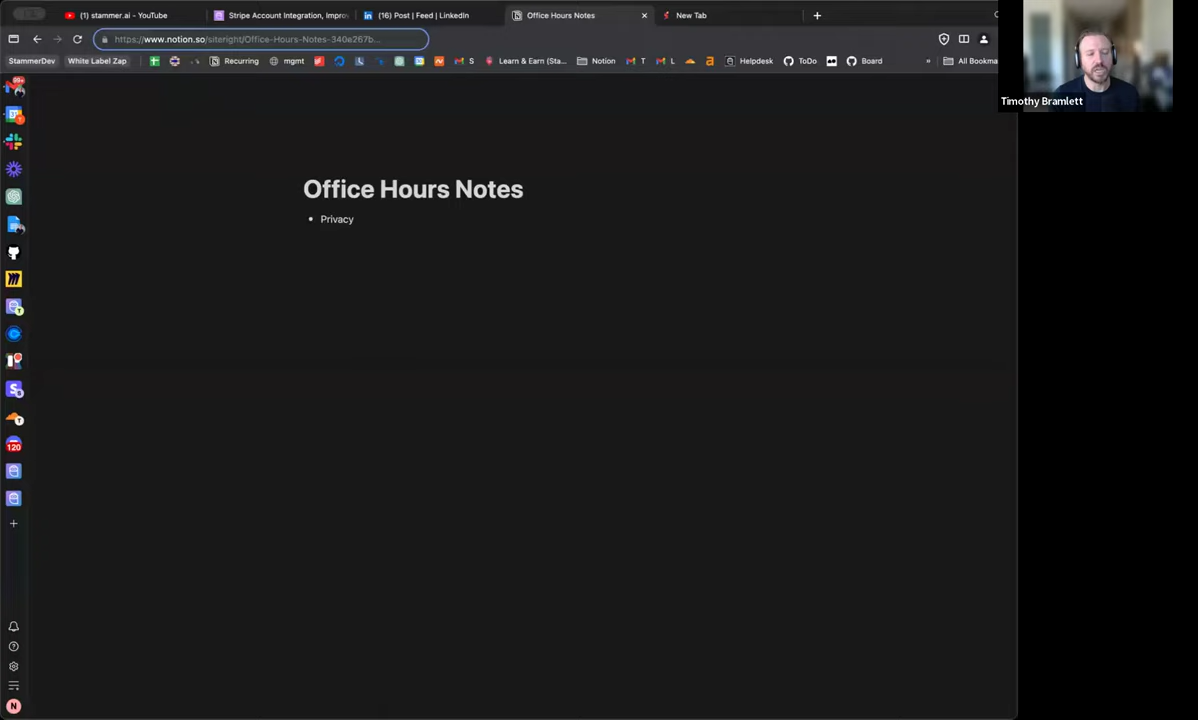 (1) stammer.ai - YouTube
Stripe Account Integration, Improv
(16) Post | Feed | LinkedIn
Office Hours Notes
New Tab
https://www.notion.so/siteright/Office-Hours-Notes-340e267b...
StammerDev
White Label Zap
Recurring
mgmt
S
Learn & Earn (Sta...
Notion
T
L
Helpdesk
ToDo
Board
»
All Bookma
99+
Office Hours Notes
• Privacy
120
N
Timothy Bramlett